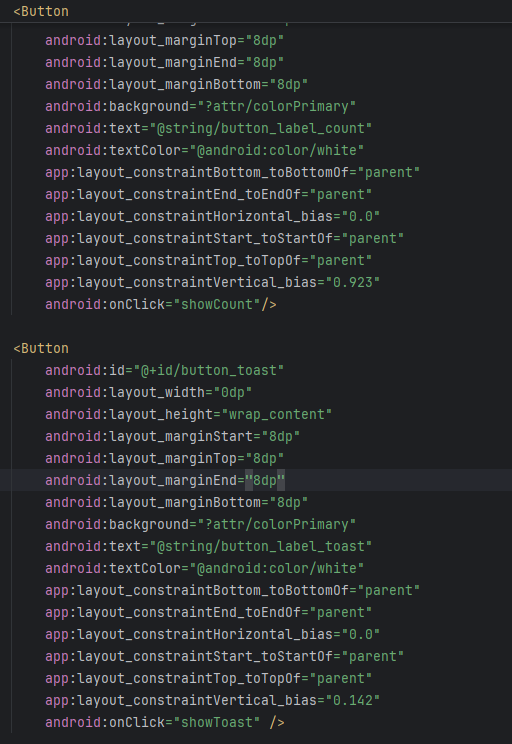 <Button
android:layout_marginTop="8dp"
android:layout_marginEnd="8dp"
android:layout_marginBottom="8dp"
android:background="?attr/colorPrimary"
android:text="@string/button_label_count"
android:textColor="@android:color/white"
app:layout_constraintBottom_toBottomOf="parent"
app:layout_constraintEnd_toEndOf="parent"
app:layout_constraintHorizontal_bias="0.0"
app:layout_constraintStart_toStartOf="parent"
app:layout_constraintTop_toTopOf="parent"
app:layout_constraintVertical_bias="0.923"
android:onClick="showCount"/>
<Button
android:id="@+id/button_toast"
android:layout_width="0dp"
android:layout_height="wrap_content"
android:layout_marginStart="8dp"
android:layout_marginTop="8dp"
android:layout_marginEnd="8dp"
android:layout_marginBottom="8dp"
android:background="?attr/colorPrimary"
android:text="@string/button_label_toast"
android:textColor="@android:color/white"
app:layout_constraintBottom_toBottomOf="parent"
app:layout_constraintEnd_toEndOf="parent"
app:layout_constraintHorizontal_bias="0.0"
app:layout_constraintStart_toStartOf="parent"
app:layout_constraintTop_toTopOf="parent"
app:layout_constraintVertical_bias="0.142"
android:onClick="showToast" />